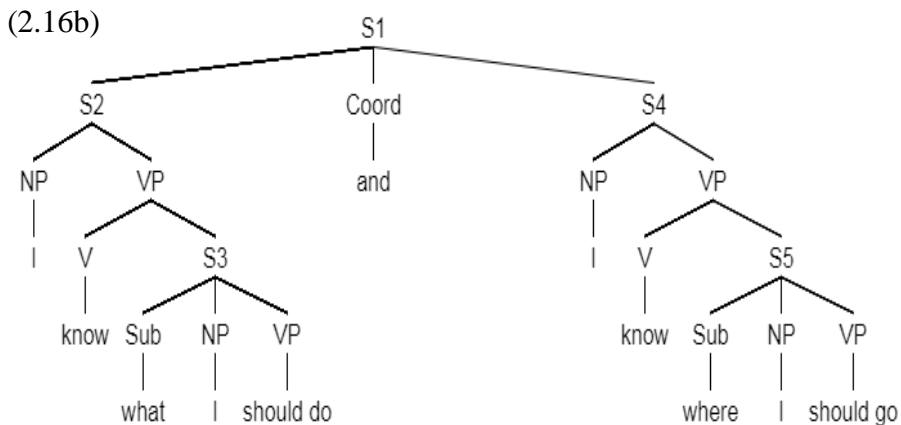 (2.16b)
S1
S2 Coord S4
NP VP and NP VP
I V S3 I V S5
know Sub NP VP know Sub NP VP
what I should do where I should go